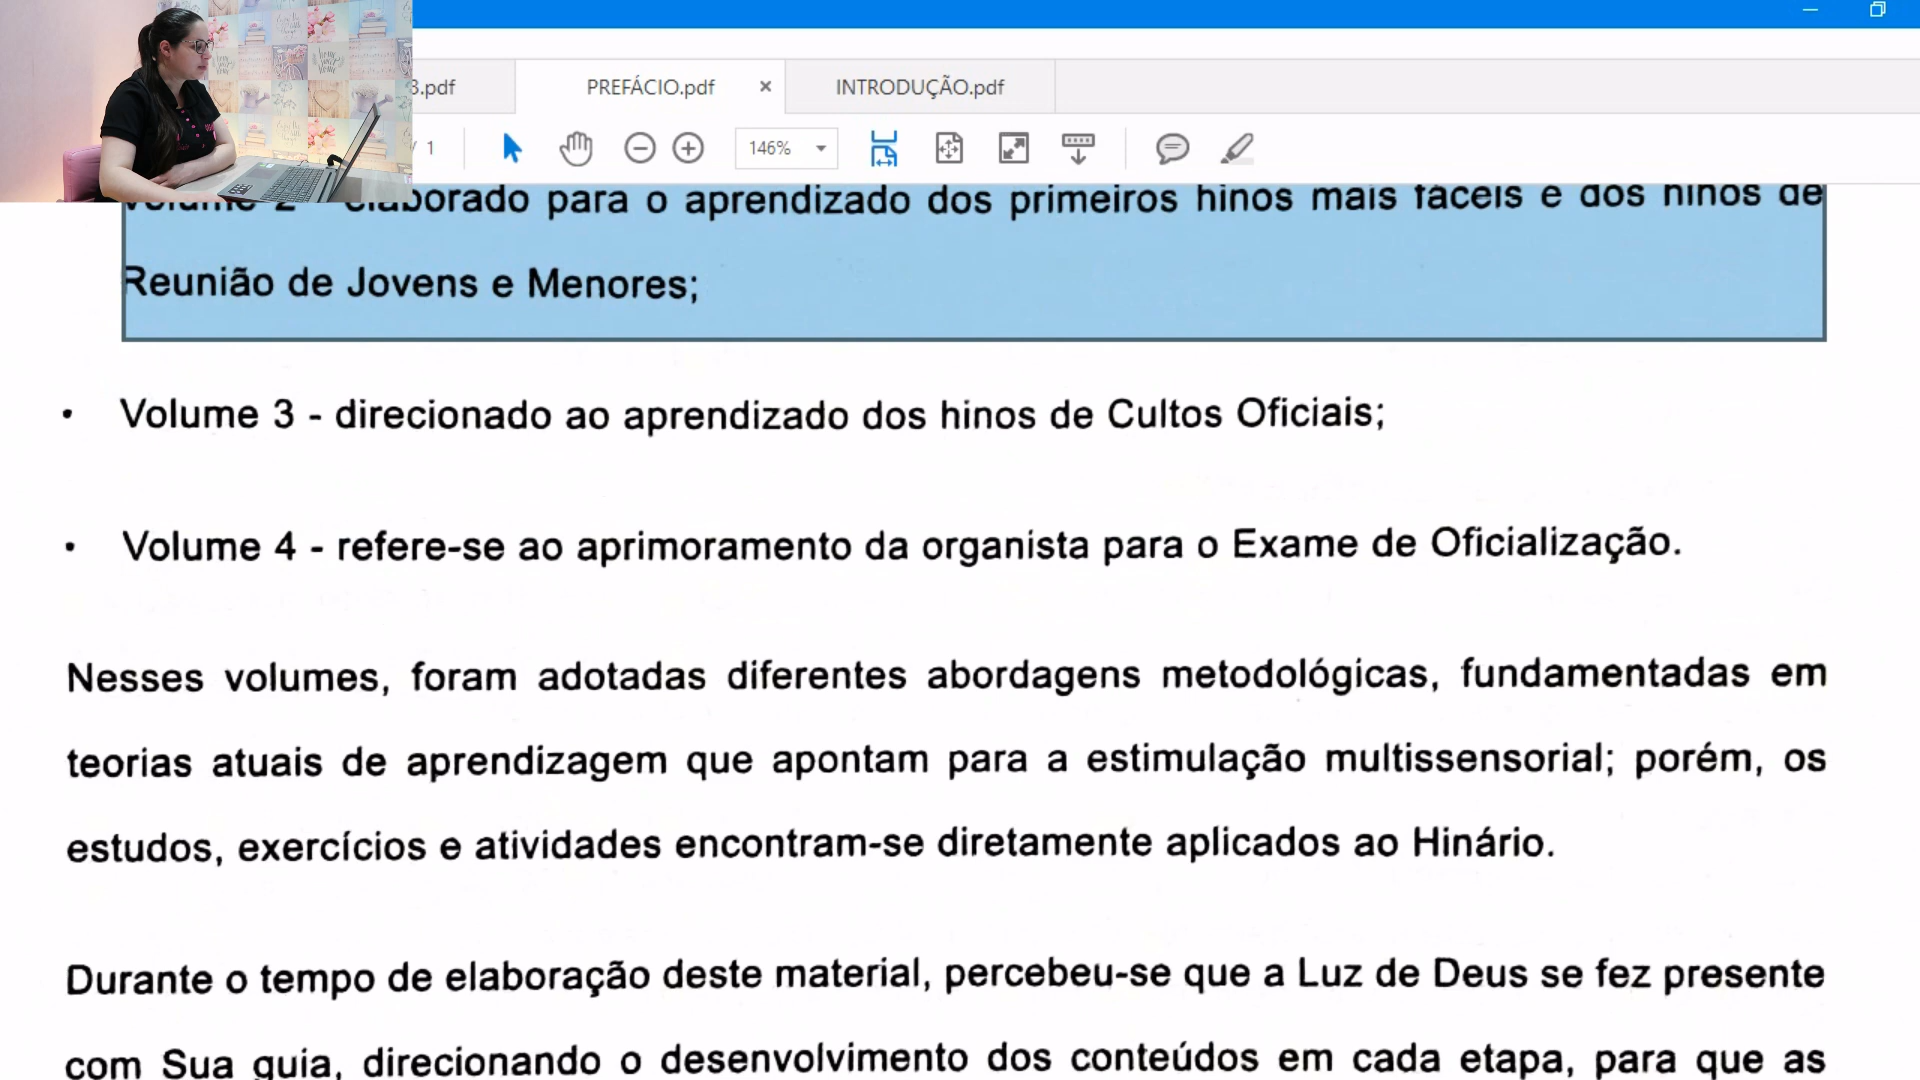 3.pdf
PREFÁCIO.pdf
INTRODUÇÃO.pdf
/ 1
146%
Volume 2 - elaborado para o aprendizado dos primeiros hinos mais fáceis e dos hinos de
Reunião de Jovens e Menores;
• Volume 3 - direcionado ao aprendizado dos hinos de Cultos Oficiais;
• Volume 4 - refere-se ao aprimoramento da organista para o Exame de Oficialização.
Nesses volumes, foram adotadas diferentes abordagens metodológicas, fundamentadas em
teorias atuais de aprendizagem que apontam para a estimulação multissensorial; porém, os
estudos, exercícios e atividades encontram-se diretamente aplicados ao Hinário.
Durante o tempo de elaboração deste material, percebeu-se que a Luz de Deus se fez presente
com Sua guia, direcionando o desenvolvimento dos conteúdos em cada etapa, para que as